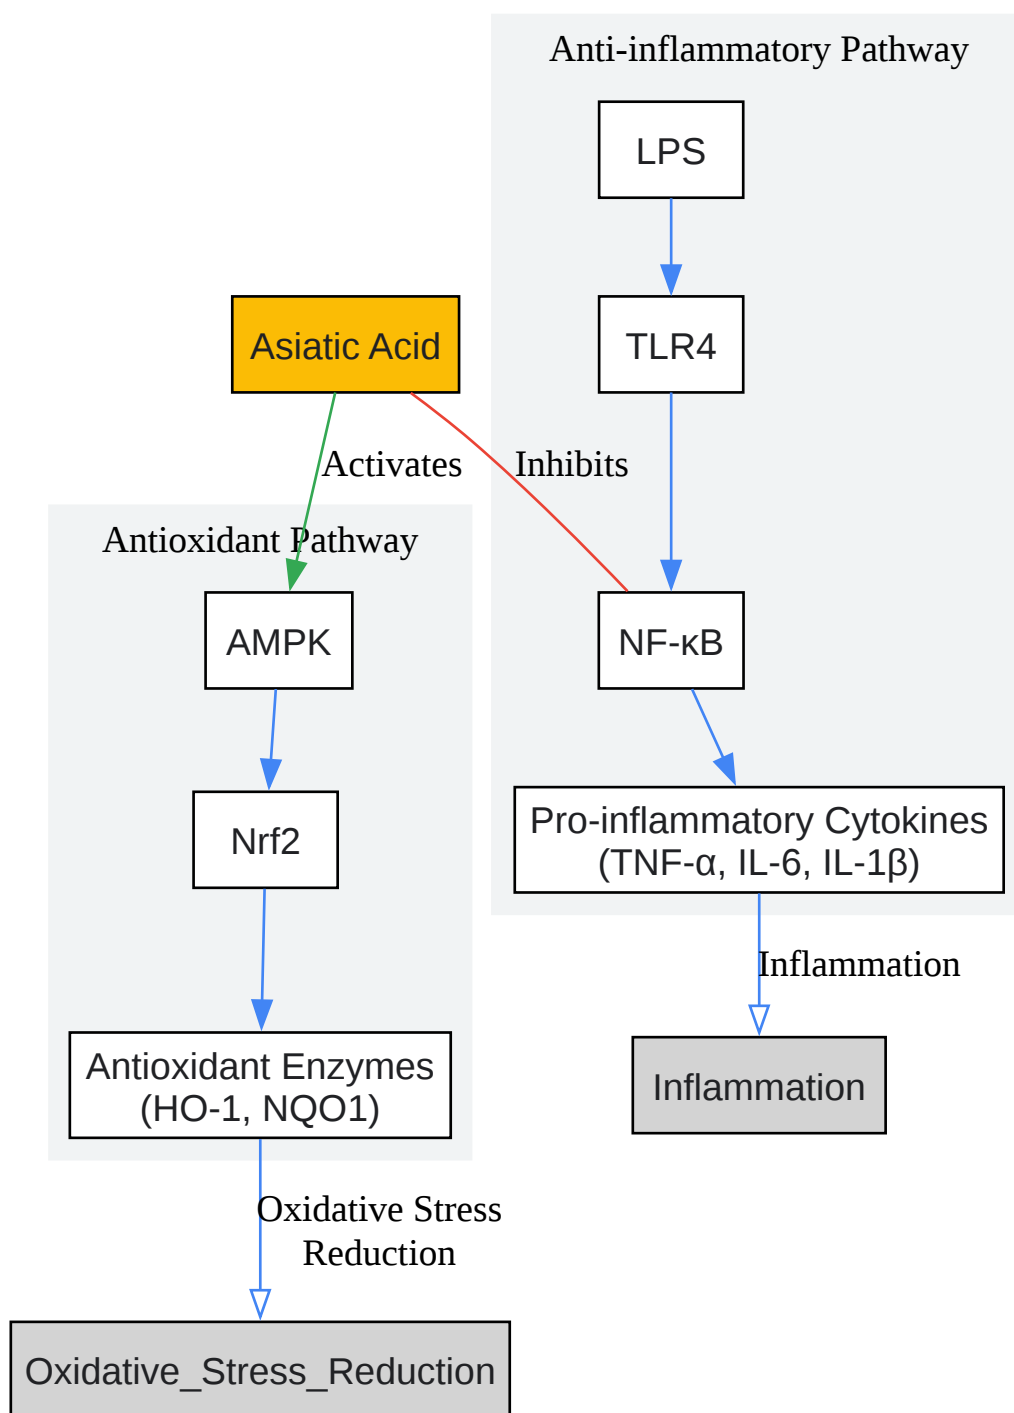 Anti-inflammatory Pathway
LPS
TLR4
Asiatic Acid
Activates
Inhibits
Antioxidant Pathway
AMPK
NF-κB
Nrf2
Pro-inflammatory Cytokines
(TNF-α, IL-6, IL-1β)
Inflammation
Antioxidant Enzymes
(HO-1, NQO1)
Inflammation
Oxidative Stress
Reduction
Oxidative_Stress_Reduction